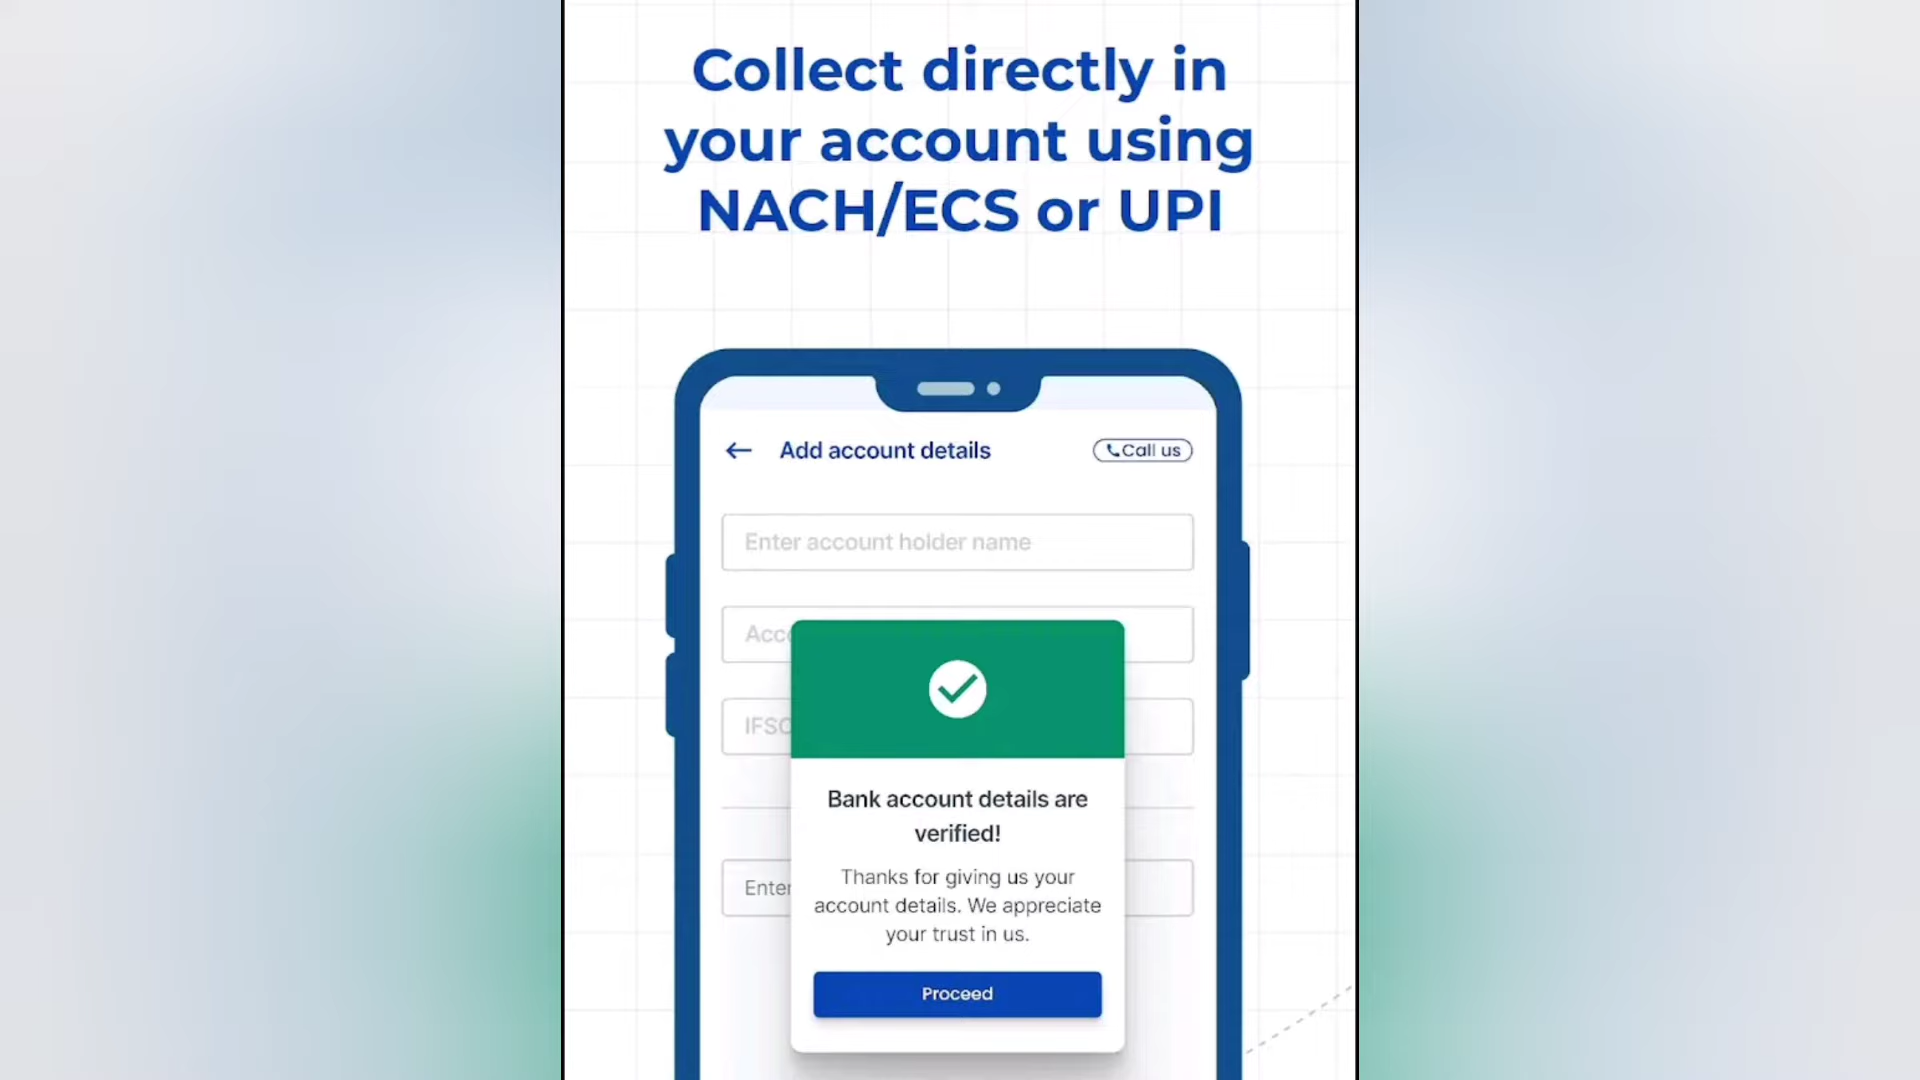 Collect directly in
your account using
NACH/ECS or UPI
Add account details
Call us
Enter account holder name
IFSC
Bank account details are
verified!
Enter
Thanks for giving us your
account details. We appreciate
your trust in us.
Proceed